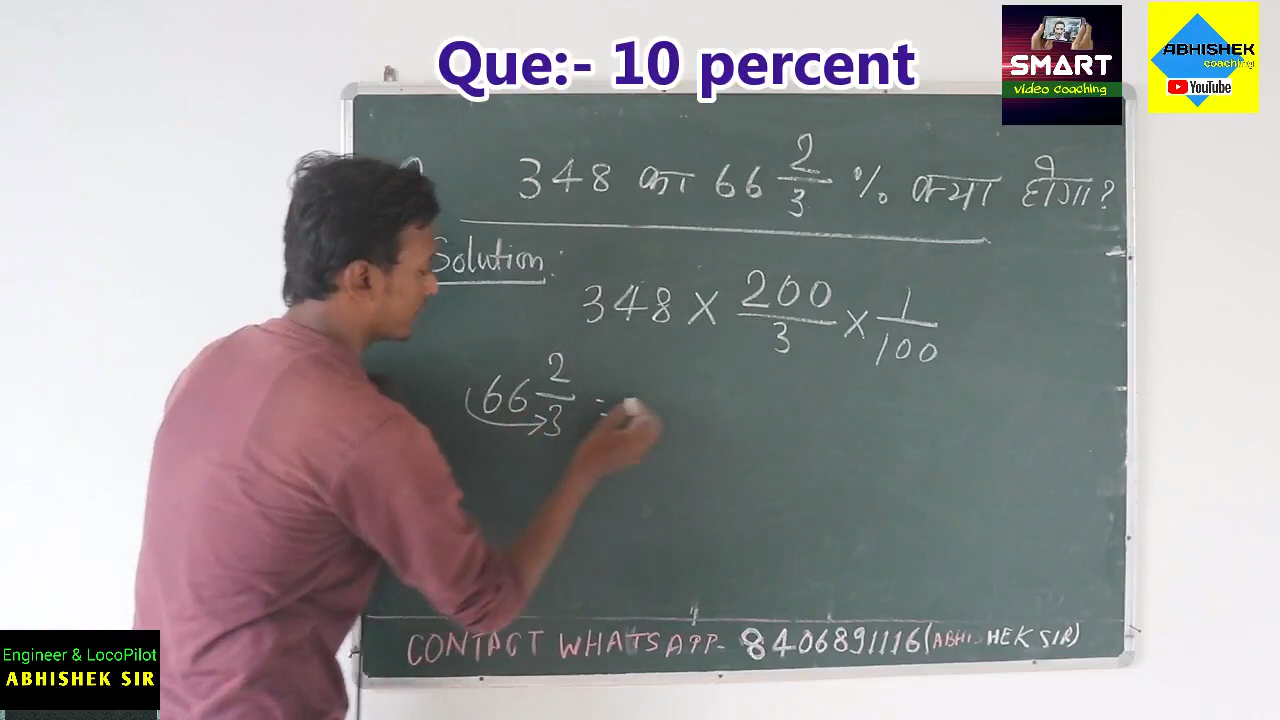 Que:- 10 percent
SMART
video coaching
ABHISHEK
coaching
YouTube
348 का 66 2/3 % क्या होगा?
Solution:
348 × 200/3 × 1/100
66 2/3 =
Engineer & LocoPilot
ABHISHEK SIR
CONTACT WHATSAPP- 8406891116(ABHISHEK SIR)